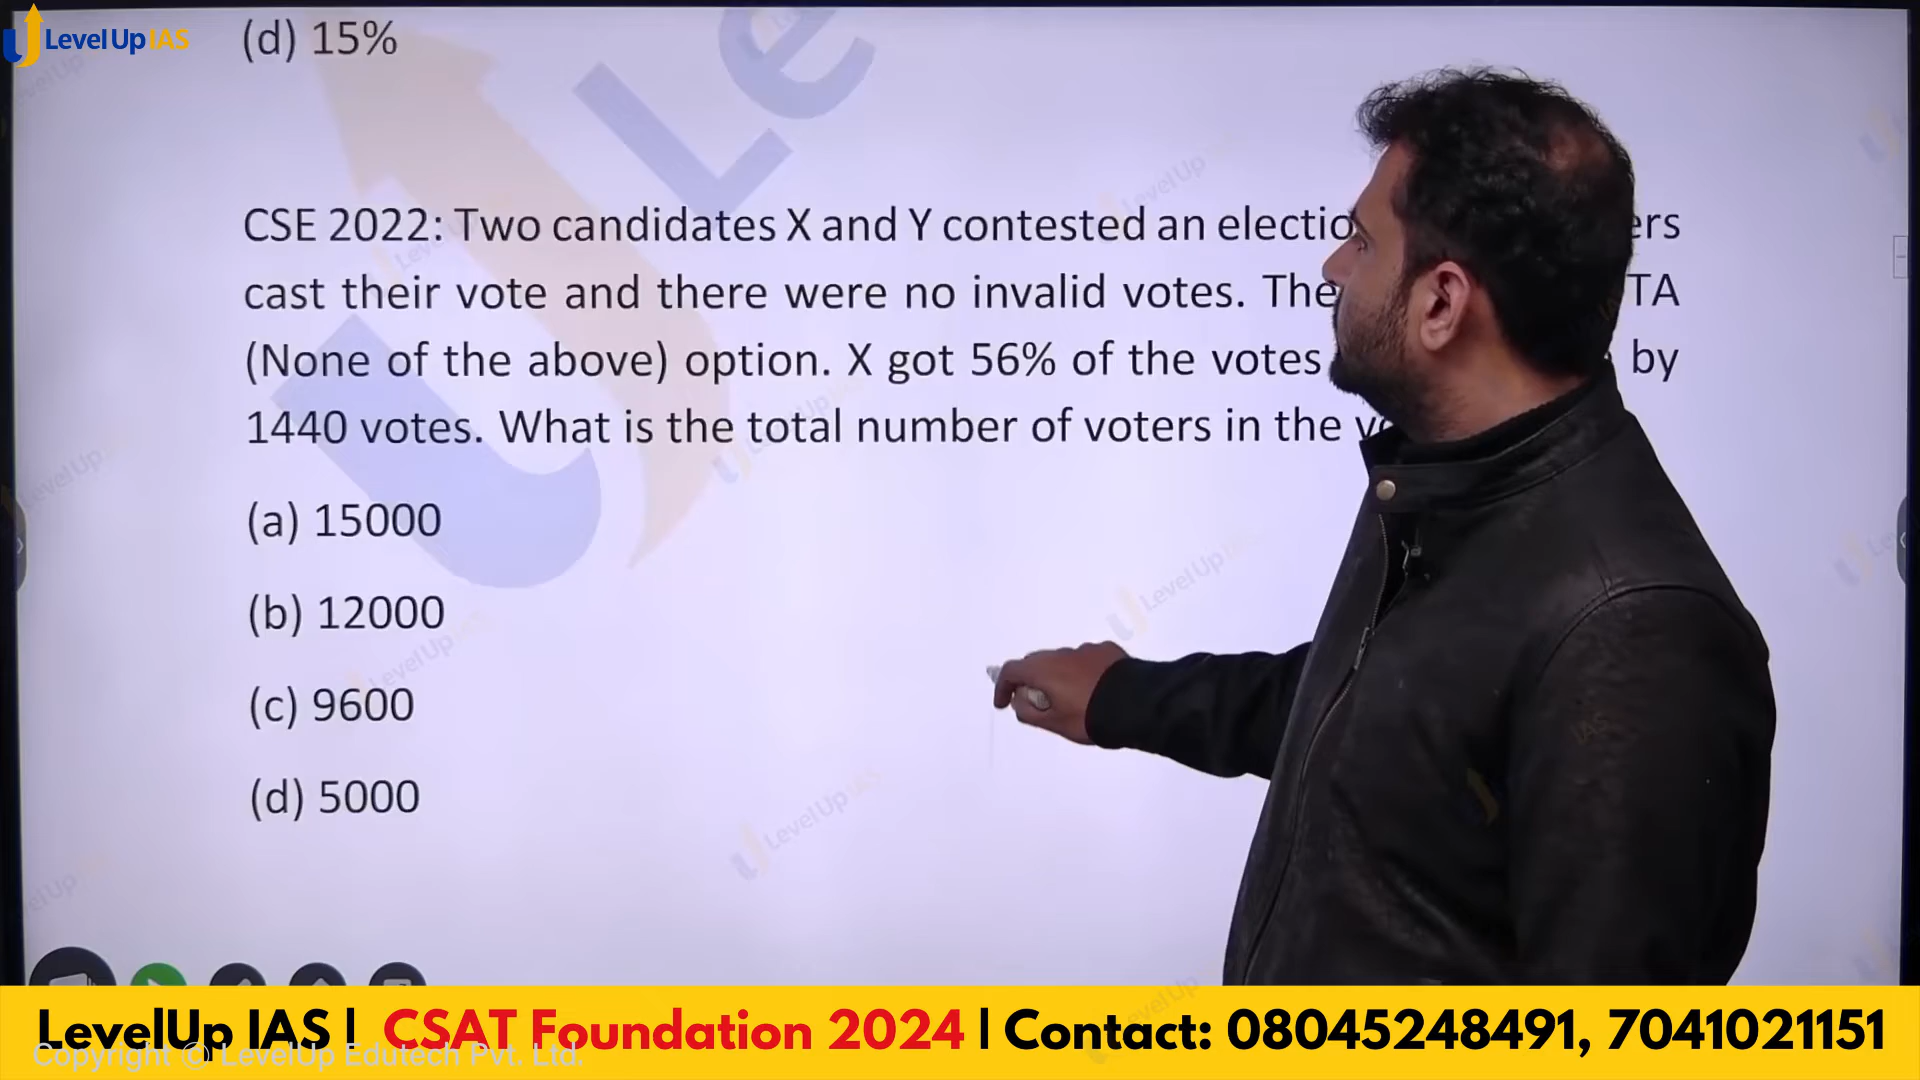 LevelUp IAS
(d) 15%
CSE 2022: Two candidates X and Y contested an
cast their vote and there were no invalid votes. The TA
(None of the above) option. X got 56% of the votes by
1440 votes. What is the total number of voters in the
(a) 15000
(b) 12000
(c) 9600
(d) 5000
LevelUp IAS | CSAT Foundation 2024 | Contact: 08045248491, 7041021151
Copyright © LevelUp Edutech Pvt. Ltd.